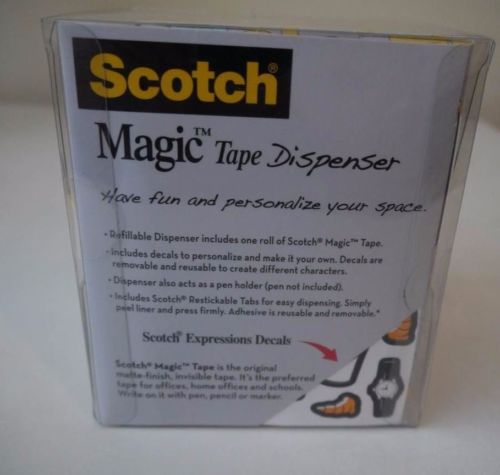 Scotch®
Magic™ Tape Dispenser
Have fun and personalize your space.
• Refillable Dispenser includes one roll of Scotch® Magic™ Tape.
• Includes decals to personalize and make it your own. Decals are
removable and reusable to create different characters.
• Dispenser also acts as a pen holder (pen not included).
• Includes Scotch® Restickable Tabs for easy dispensing. Simply
peel liner and press firmly. Adhesive is reusable and removable.*
Scotch® Expressions Decals
Scotch® Magic™ Tape is the original
matte-finish, invisible tape. It's the preferred
tape for offices, home offices and schools.
Write on it with pen, pencil or marker.